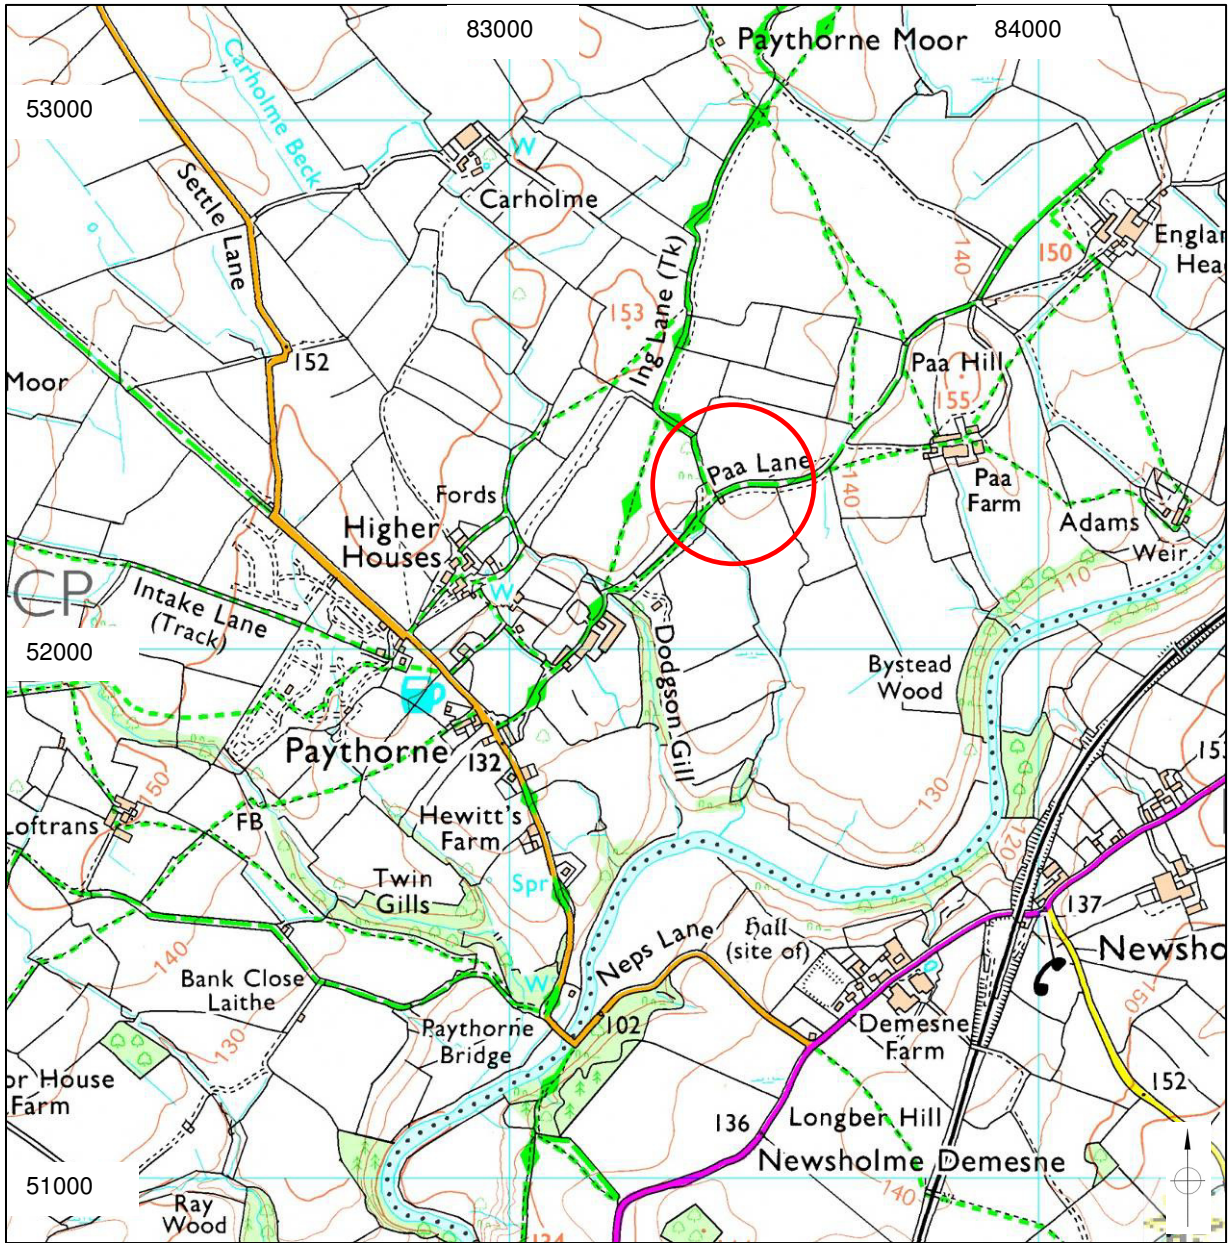 83000
84000
Paythorne Moor
53000
Carholme Beck
W
Settle
Lane
Carholme
Englan
Hea
150
140
153
Ing Lane (Tk)
152
Moor
Paa Hill
155
Paa Lane
140
Paa
Farm
Fords
Higher
Houses
Adams
Weir
CP
110
Intake Lane
(Track)
W
52000
Dodgson Gill
Bystead
Wood
Paythorne
132
150
130
Loftrans
FB
Hewitt's
Farm
120
Twin
Gills
Spr
137
Neps Lane
Hall
(site of)
Newsho
140
Bank Close
Laithe
W
150
Paythorne
Bridge
102
Demesne
Farm
130
or House
Farm
152
136
Longber Hill
Newsholme Demesne
51000
140
Ray
Wood